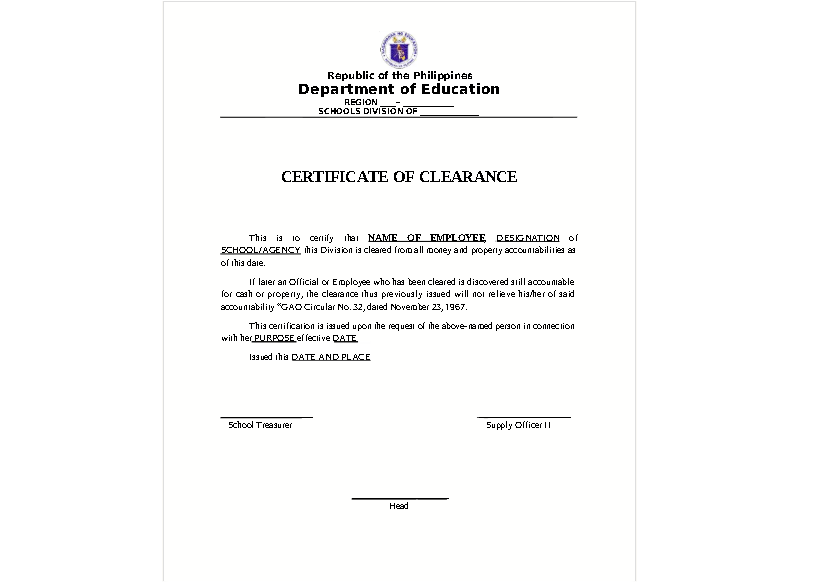 Republic of the Philippines
Department of Education
REGION ____– ____________
SCHOOLS DIVISION OF ______________
CERTIFICATE OF CLEARANCE
This is to certify that NAME OF EMPLOYEE, DESIGNATION of
SCHOOL/AGENCY this Division is cleared from all money and property accountabilities as
of this date.
If later an Official or Employee who has been cleared is discovered still accountable
for cash or property, the clearance thus previously issued will not relieve his/her of said
accountability “GAO Circular No. 32, dated November 23, 1967.
This certification is issued upon the request of the above-named person in connection
with her PURPOSE effective DATE
Issued this DATE AND PLACE
School Treasurer
Supply Officer II
Head